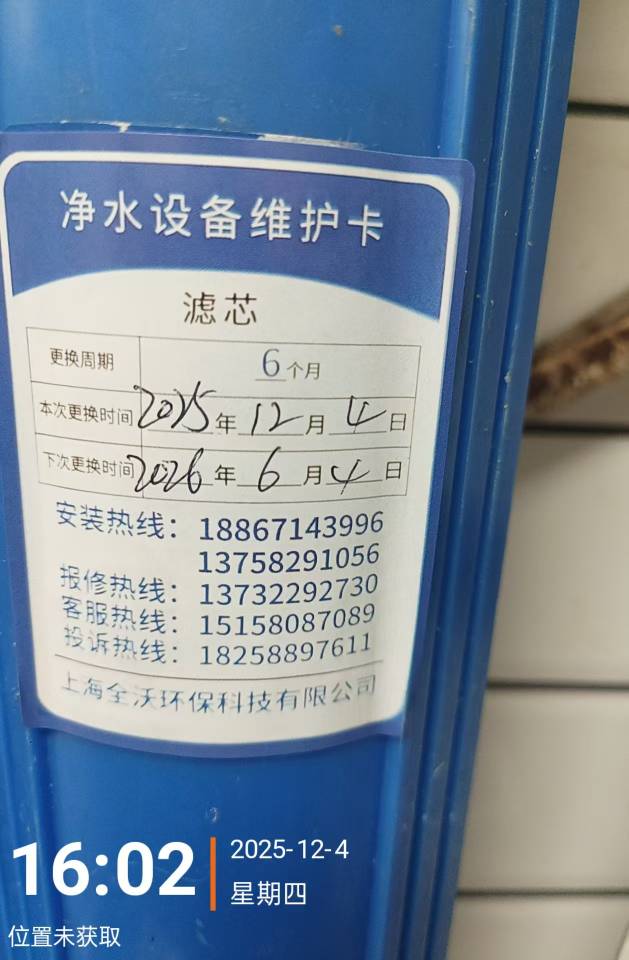 净水设备维护卡
滤芯
更换周期 6个月
本次更换时间 2025年 12月 4日
下次更换时间 2026年 6月 4日
安装热线：18867143996
13758291056
报修热线：13732292730
客服热线：15158087089
投诉热线：18258897611
上海全沃环保科技有限公司
16:02
2025-12-4
星期四
位置未获取